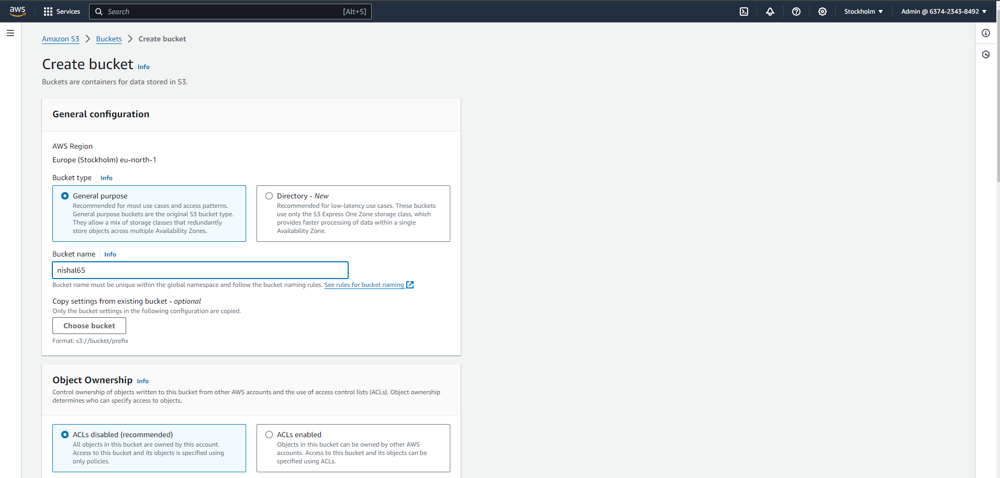 aws Services Search [Alt+S] Stockholm Admin @ 6374-2343-8492
Amazon S3 Buckets Create bucket
Create bucket Info
Buckets are containers for data stored in S3.
General configuration
AWS Region
Europe (Stockholm) eu-north-1
Bucket type Info
General purpose
Recommended for most use cases and access patterns.
General purpose buckets are the original S3 bucket type.
They allow a mix of storage classes that redundantly
store objects across multiple Availability Zones.
Directory - New
Recommended for low-latency use cases. These buckets
use only the S3 Express One Zone storage class, which
provides faster processing of data within a single
Availability Zone.
Bucket name Info
nishal65
Bucket name must be unique within the global namespace and follow the bucket naming rules. See rules for bucket naming
Copy settings from existing bucket - optional
Only the bucket settings in the following configuration are copied.
Choose bucket
Format: s3://bucket/prefix
Object Ownership Info
Control ownership of objects written to this bucket from other AWS accounts and the use of access control lists (ACLs). Object ownership
determines who can specify access to objects.
ACLs disabled (recommended)
All objects in this bucket are owned by this account.
Access to this bucket and its objects is specified using
only policies.
ACLs enabled
Objects in this bucket can be owned by other AWS
accounts. Access to this bucket and its objects can be
specified using ACLs.